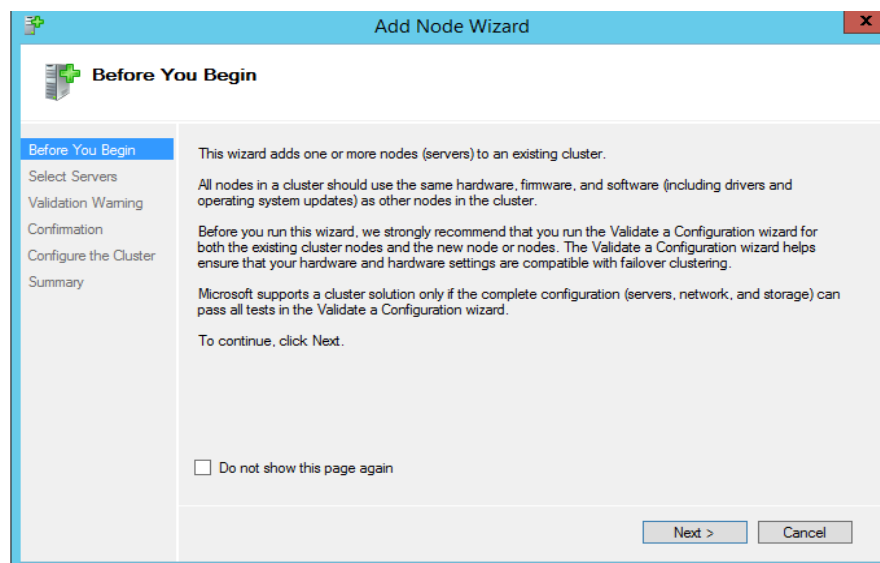 Add Node Wizard
X
Before You Begin
Before You Begin
Select Servers
Validation Warning
Confirmation
Configure the Cluster
Summary
This wizard adds one or more nodes (servers) to an existing cluster.
All nodes in a cluster should use the same hardware, firmware, and software (including drivers and
operating system updates) as other nodes in the cluster.
Before you run this wizard, we strongly recommend that you run the Validate a Configuration wizard for
both the existing cluster nodes and the new node or nodes. The Validate a Configuration wizard helps
ensure that your hardware and hardware settings are compatible with failover clustering.
Microsoft supports a cluster solution only if the complete configuration (servers, network, and storage) can
pass all tests in the Validate a Configuration wizard.
To continue, click Next.
Do not show this page again
Next >
Cancel